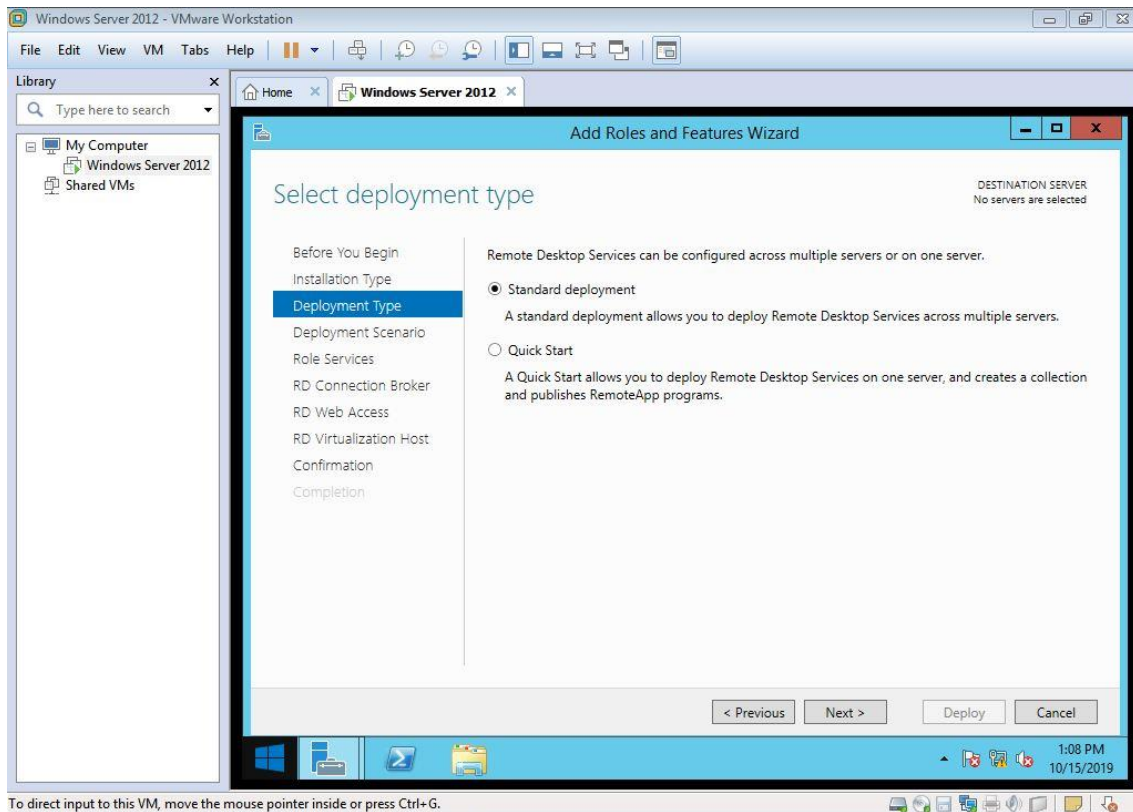 Windows Server 2012 - VMware Workstation
File Edit View VM Tabs Help
Library
Type here to search
My Computer
Windows Server 2012
Shared VMs
Home
Windows Server 2012
Add Roles and Features Wizard
Select deployment type
DESTINATION SERVER
No servers are selected
Before You Begin
Installation Type
Deployment Type
Deployment Scenario
Role Services
RD Connection Broker
RD Web Access
RD Virtualization Host
Confirmation
Completion
Remote Desktop Services can be configured across multiple servers or on one server.
Standard deployment
A standard deployment allows you to deploy Remote Desktop Services across multiple servers.
Quick Start
A Quick Start allows you to deploy Remote Desktop Services on one server, and creates a collection
and publishes RemoteApp programs.
< Previous
Next >
Deploy
Cancel
1:08 PM
10/15/2019
To direct input to this VM, move the mouse pointer inside or press Ctrl+G.